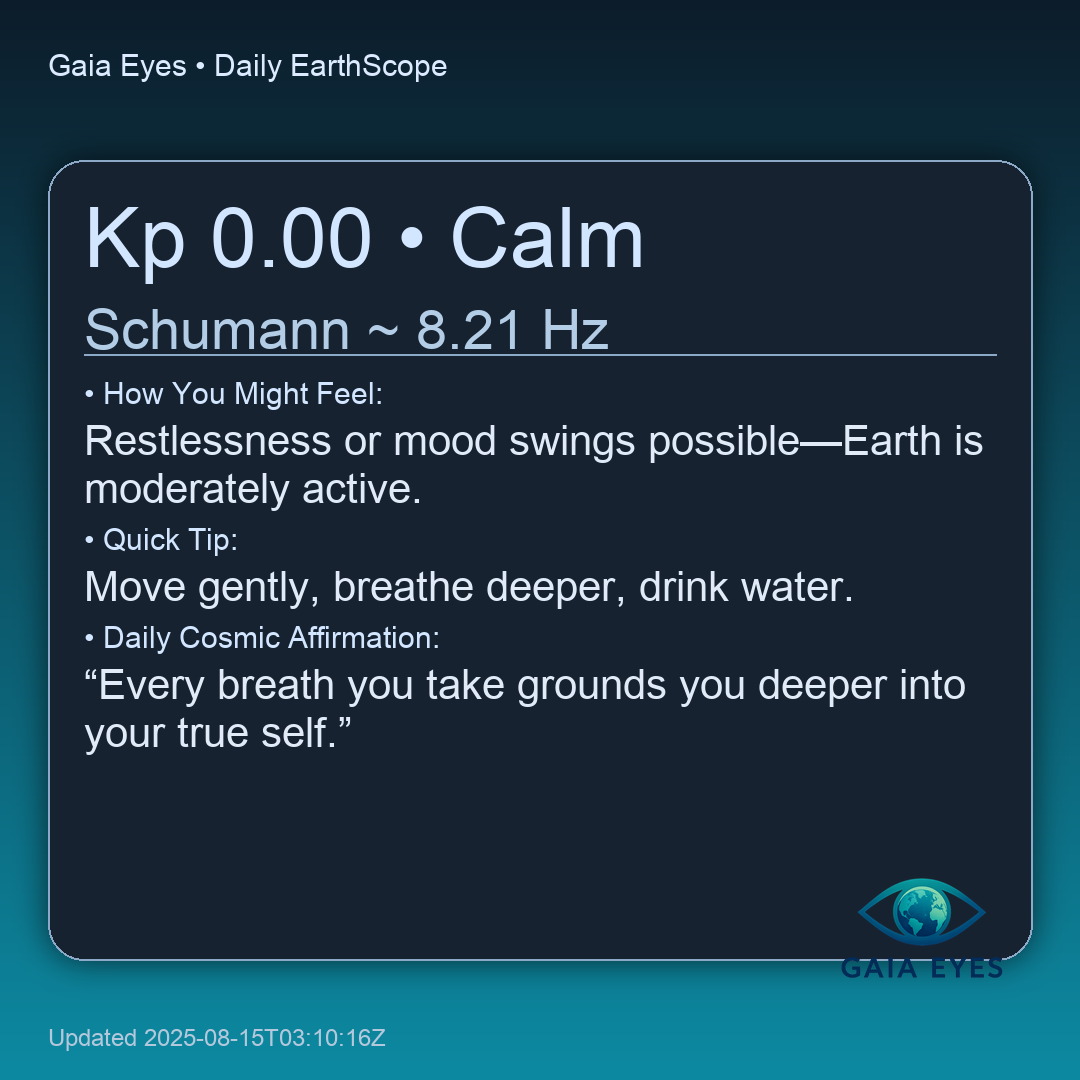 Gaia Eyes • Daily EarthScope
Kp 0.00 • Calm
Schumann ~ 8.21 Hz
• How You Might Feel:
Restlessness or mood swings possible—Earth is
moderately active.
• Quick Tip:
Move gently, breathe deeper, drink water.
• Daily Cosmic Affirmation:
“Every breath you take grounds you deeper into
your true self.”
GAIA EYES
Updated 2025-08-15T03:10:16Z